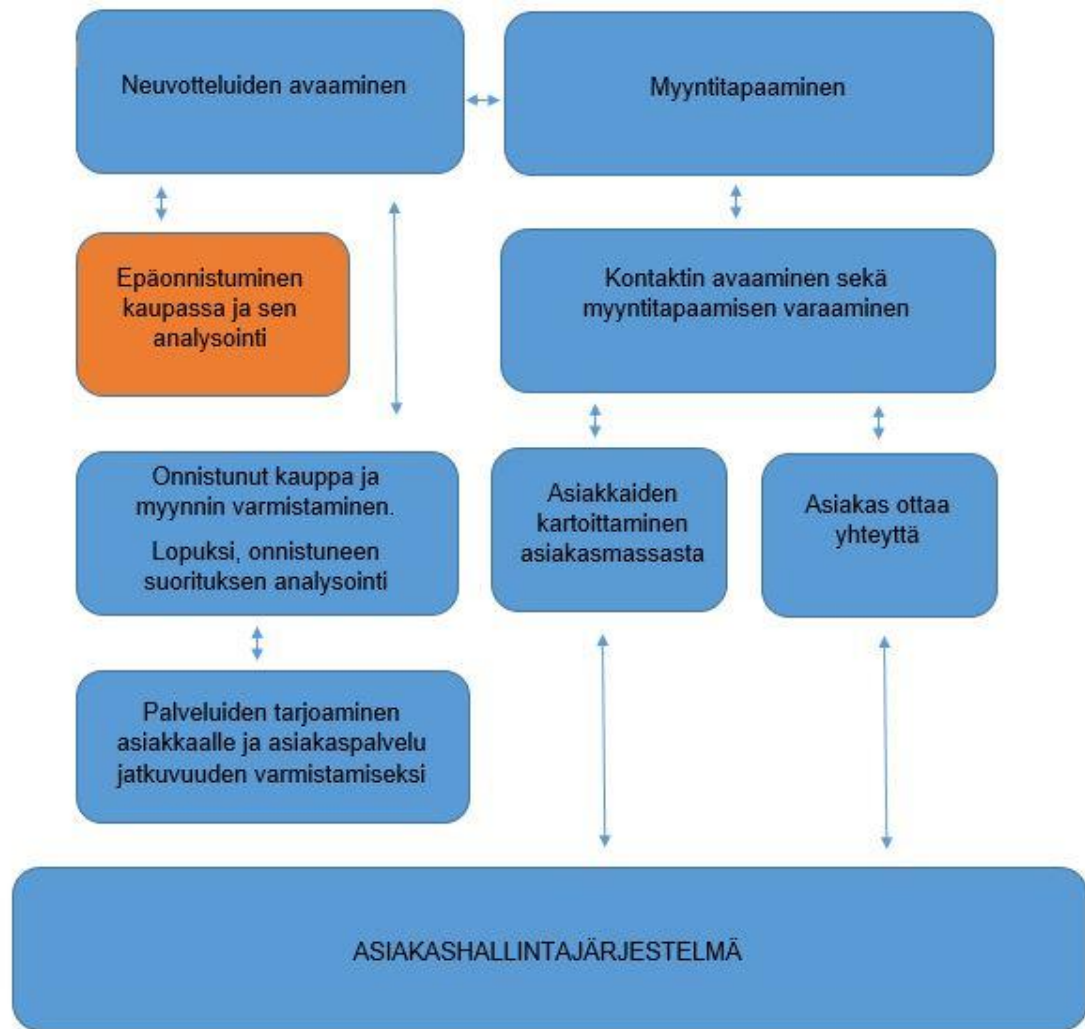 Neuvotteluiden avaaminen
Myyntitapaaminen
Epäonnistuminen
kaupassa ja sen
analysointi
Kontaktin avaaminen sekä
myyntitapaamisen varaaminen
Onnistunut kauppa ja
myynnin varmistaminen.
Lopuksi, onnistuneen
suorituksen analysointi
Asiakkaiden
kartoittaminen
asiakasmassasta
Asiakas ottaa
yhteyttä
Palveluiden tarjoaminen
asiakkaalle ja asiakaspalvelu
jatkuvuuden varmistamiseksi
ASIAKASHALLINTAJÄRJESTELMÄ